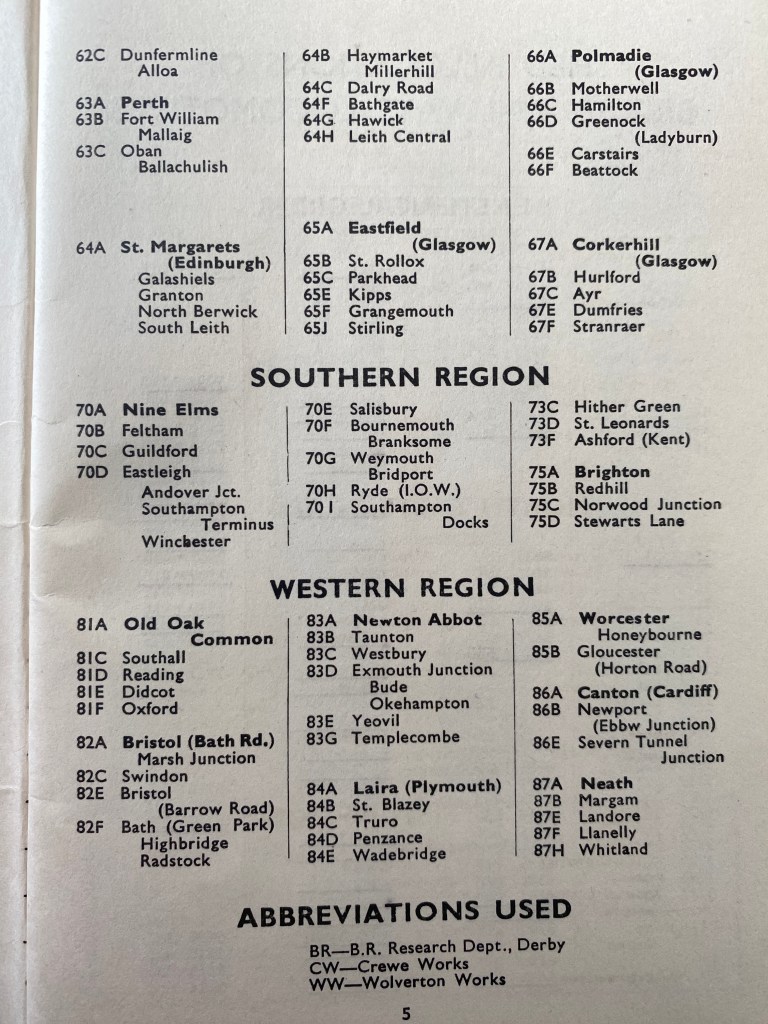 62C Dunfermline
Alloa
63A Perth
63B Fort William
Mallaig
63C Oban
Ballachulish
64A St. Margarets
(Edinburgh)
Galashiels
Granton
North Berwick
South Leith
64B Haymarket
Millerhill
64C Dalry Road
64F Bathgate
64G Hawick
64H Leith Central
65A Eastfield
(Glasgow)
65B St. Rollox
65C Parkhead
65E Kipps
65F Grangemouth
65J Stirling
66A Polmadie
(Glasgow)
66B Motherwell
66C Hamilton
66D Greenock
(Ladyburn)
66E Carstairs
66F Beattock
67A Corkerhill
(Glasgow)
67B Hurlford
67C Ayr
67E Dumfries
67F Stranraer
SOUTHERN REGION
70A Nine Elms
70B Feltham
70C Guildford
70D Eastleigh
Andover Jct.
Southampton
Terminus
Winchester
70E Salisbury
70F Bournemouth
Branksome
70G Weymouth
Bridport
70H Ryde (I.O.W.)
70I Southampton
Docks
73C Hither Green
73D St. Leonards
73F Ashford (Kent)
75A Brighton
75B Redhill
75C Norwood Junction
75D Stewarts Lane
WESTERN REGION
81A Old Oak
Common
81C Southall
81D Reading
81E Didcot
81F Oxford
82A Bristol (Bath Rd.)
Marsh Junction
82C Swindon
82E Bristol
(Barrow Road)
82F Bath (Green Park)
Highbridge
Radstock
83A Newton Abbot
83B Taunton
83C Westbury
83D Exmouth Junction
Bude
Okehampton
83E Yeovil
83G Templecombe
84A Laira (Plymouth)
84B St. Blazey
84C Truro
84D Penzance
84E Wadebridge
85A Worcester
Honeybourne
85B Gloucester
(Horton Road)
86A Canton (Cardiff)
86B Newport
(Ebbw Junction)
86E Severn Tunnel
Junction
87A Neath
87B Margam
87E Landore
87F Llanelly
87H Whitland
ABBREVIATIONS USED
BR—B.R. Research Dept., Derby
CW—Crewe Works
WW—Wolverton Works
5